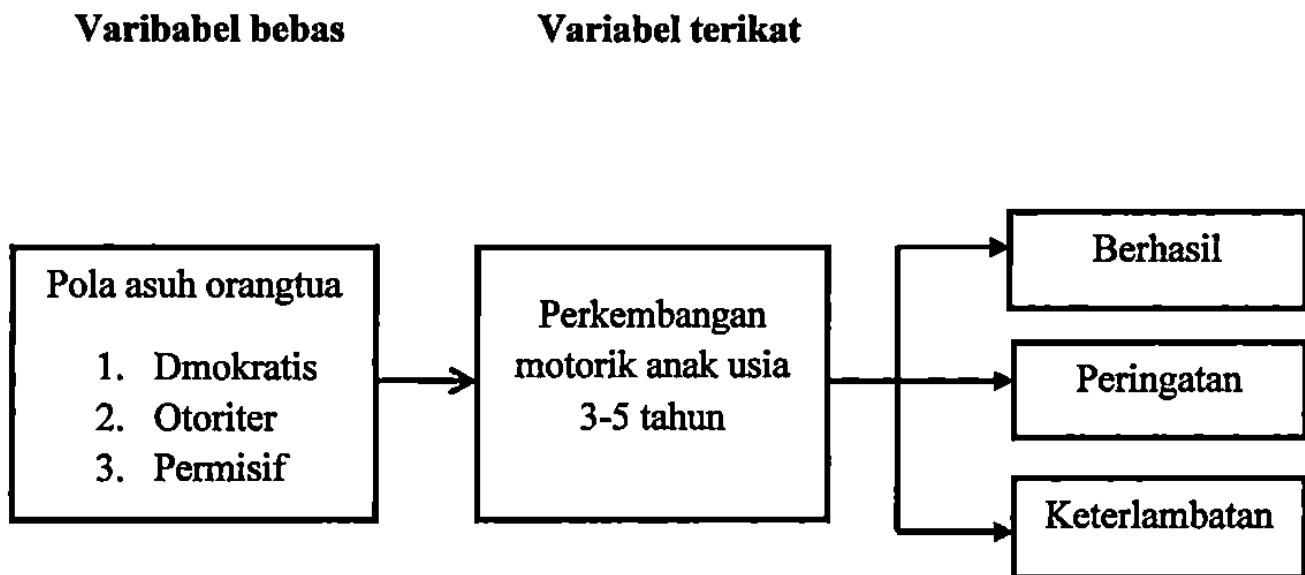 Varibabel bebas
Variabel terikat
Pola asuh orangtua
1. Dmokratis
2. Otoriter
3. Permisif
Perkembangan
motorik anak usia
3-5 tahun
Berhasil
Peringatan
Keterlambatan